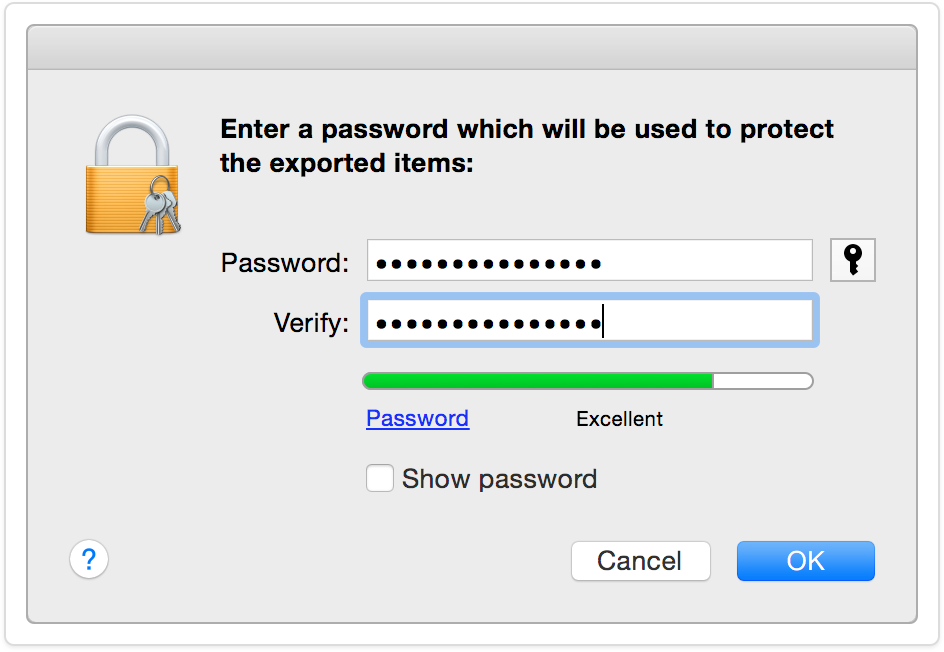 Enter a password which will be used to protect
the exported items:
Password: •••••••••••••••
Verify: •••••••••••••••
Password Excellent
Show password
? Cancel OK